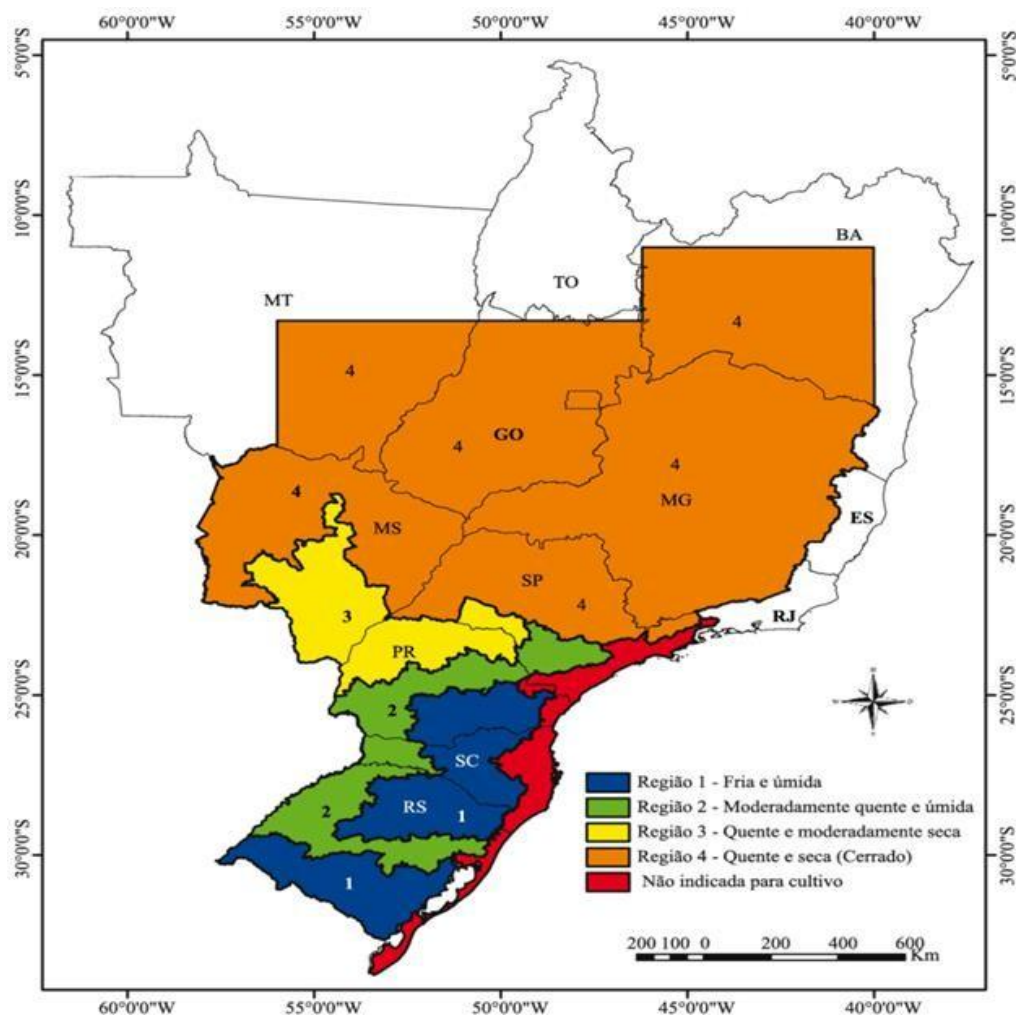 60°0'0"W 55°0'0"W 50°0'0"W 45°0'0"W 40°0'0"W
5°0'0"S 5°0'0"S
10°0'0"S 10°0'0"S
BA
TO
MT
4
15°0'0"S 15°0'0"S
4
GO
4
4
MG
4
ES
20°0'0"S 20°0'0"S
MS
SP
4
3
RJ
PR
25°0'0"S 25°0'0"S
2
SC
Região 1 - Fria e úmida
RS
1
2
Região 2 - Moderadamente quente e úmida
Região 3 - Quente e moderadamente seca
30°0'0"S 30°0'0"S
Região 4 - Quente e seca (Cerrado)
1
Não indicada para cultivo
200 100 0 200 400 600
Km
60°0'0"W 55°0'0"W 50°0'0"W 45°0'0"W 40°0'0"W